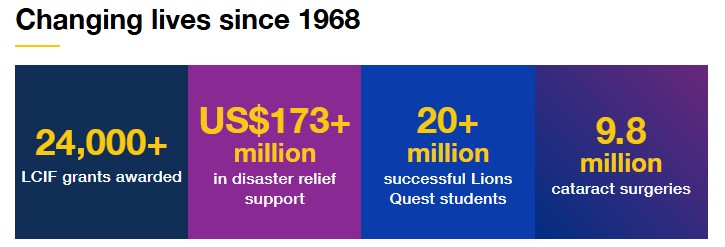 Changing lives since 1968
24,000+
LCIF grants awarded
US$173+
million
in disaster relief
support
20+
million
successful Lions
Quest students
9.8
million
cataract surgeries